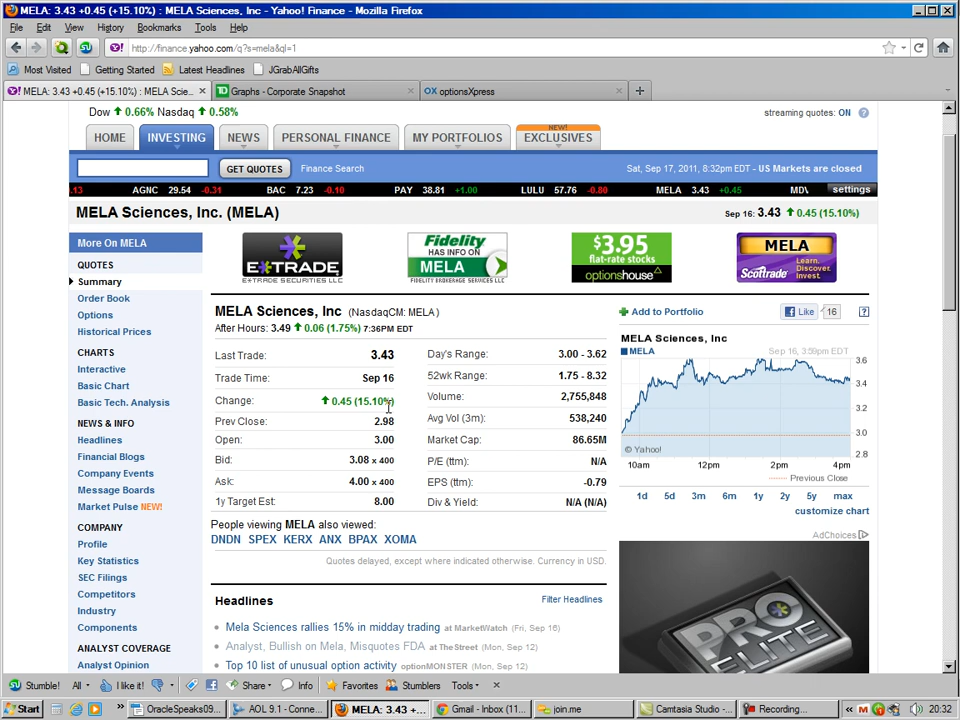 MELA: 3.43 +0.45 (+15.10%) : MELA Sciences, Inc - Yahoo! Finance - Mozilla Firefox
File Edit View History Bookmarks Tools Help
http://finance.yahoo.com/q?s=mela&ql=1
Most Visited Getting Started Latest Headlines JGrabAllGifts
MELA: 3.43 +0.45 (+15.10%) : MELA Scie... Graphs - Corporate Snapshot optionsXpress
Dow 0.66% Nasdaq 0.58% streaming quotes: ON
NEW!
HOME INVESTING NEWS PERSONAL FINANCE MY PORTFOLIOS EXCLUSIVES
GET QUOTES Finance Search Sat, Sep 17, 2011, 8:32pm EDT - US Markets are closed
.13 AGNC 29.54 -0.31 BAC 7.23 -0.10 PAY 38.81 +1.00 LULU 57.76 -0.80 MELA 3.43 +0.45 settings
MELA Sciences, Inc. (MELA) Sep 16: 3.43 0.45 (15.10%)
More On MELA
QUOTES
Summary
Order Book
Options
Historical Prices
CHARTS
Interactive
Basic Chart
Basic Tech. Analysis
NEWS & INFO
Headlines
Financial Blogs
Company Events
Message Boards
Market Pulse NEW!
COMPANY
Profile
Key Statistics
SEC Filings
Competitors
Industry
Components
ANALYST COVERAGE
Analyst Opinion
E*TRADE
E*TRADE SECURITIES LLC
Fidelity
HAS INFO ON
MELA
FIDELITY BROKERAGE SERVICES LLC
$3.95
flat-rate stocks
optionshouse
MELA
Scottrade
Learn.
Discover.
Invest.
MELA Sciences, Inc (NasdaqCM: MELA )
After Hours: 3.49 0.06 (1.75%) 7:36PM EDT
Last Trade: 3.43
Trade Time: Sep 16
Change: 0.45 (15.10%)
Prev Close: 2.98
Open: 3.00
Bid: 3.08 x 400
Ask: 4.00 x 400
1y Target Est: 8.00
Day's Range: 3.00 - 3.62
52wk Range: 1.75 - 8.32
Volume: 2,755,848
Avg Vol (3m): 538,240
Market Cap: 86.65M
P/E (ttm): N/A
EPS (ttm): -0.79
Div & Yield: N/A (N/A)
People viewing MELA also viewed:
DNDN SPEX KERX ANX BPAX XOMA
Quotes delayed, except where indicated otherwise. Currency in USD.
Headlines Filter Headlines
Mela Sciences rallies 15% in midday trading at MarketWatch (Fri, Sep 16)
Analyst, Bullish on Mela, Misquotes FDA at TheStreet (Mon, Sep 12)
Top 10 list of unusual option activity optionMONSTER (Mon, Sep 12)
Add to Portfolio Like 16
MELA Sciences, Inc
MELA Sep 16, 3:59pm EDT
3.6
3.4
3.2
3.0
2.8
© Yahoo!
10am 12pm 2pm 4pm
Previous Close
1d 5d 3m 6m 1y 2y 5y max
customize chart
AdChoices
PRO
ELITE
Stumble! All I like it! Share Info Favorites Stumblers Tools
Start OracleSpeaks09... AOL 9.1 - Conne... MELA: 3.43 +... Gmail - Inbox (11... join.me Camtasia Studio -... Recording... 20:32